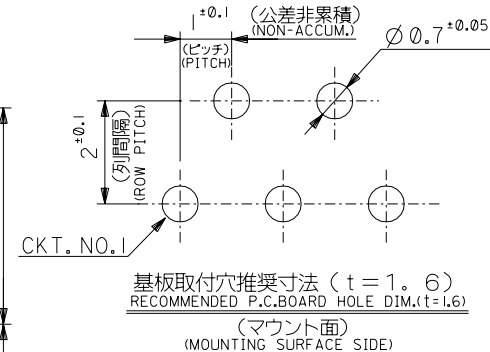 1 ±0.1 (公差非累積)
(NON-ACCUM.)
(ピッチ)
(PITCH)
Ø0.7 ±0.05
2 ±0.1
(列間隔)
(ROW PITCH)
CKT. NO.1
基板取付穴推奨寸法 (t=1. 6)
RECOMMENDED P.C.BOARD HOLE DIM.(t=1.6)
(マウント面)
(MOUNTING SURFACE SIDE)